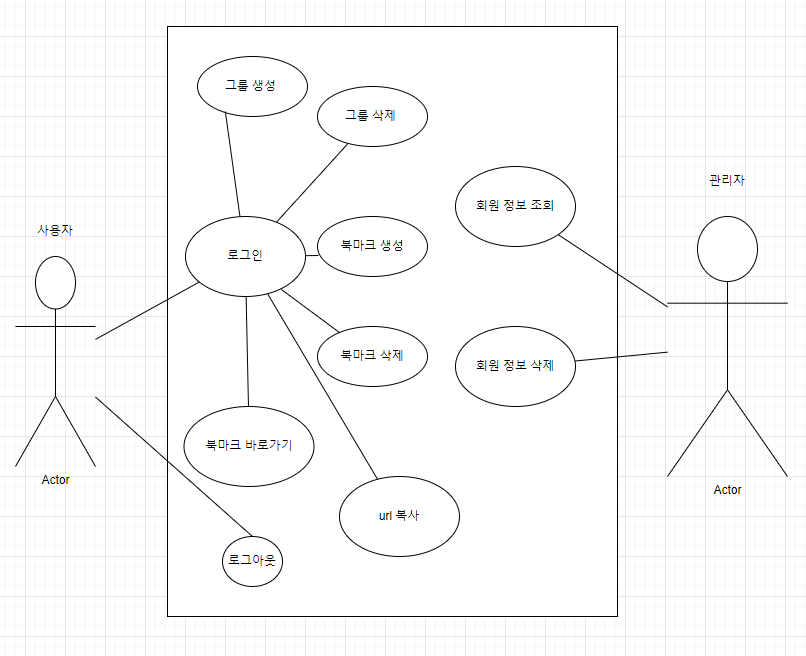 그룹 생성
그룹 삭제
관리자
회원 정보 조회
사용자
북마크 생성
로그인
북마크 삭제
회원 정보 삭제
북마크 바로가기
Actor
Actor
url 복사
로그아웃